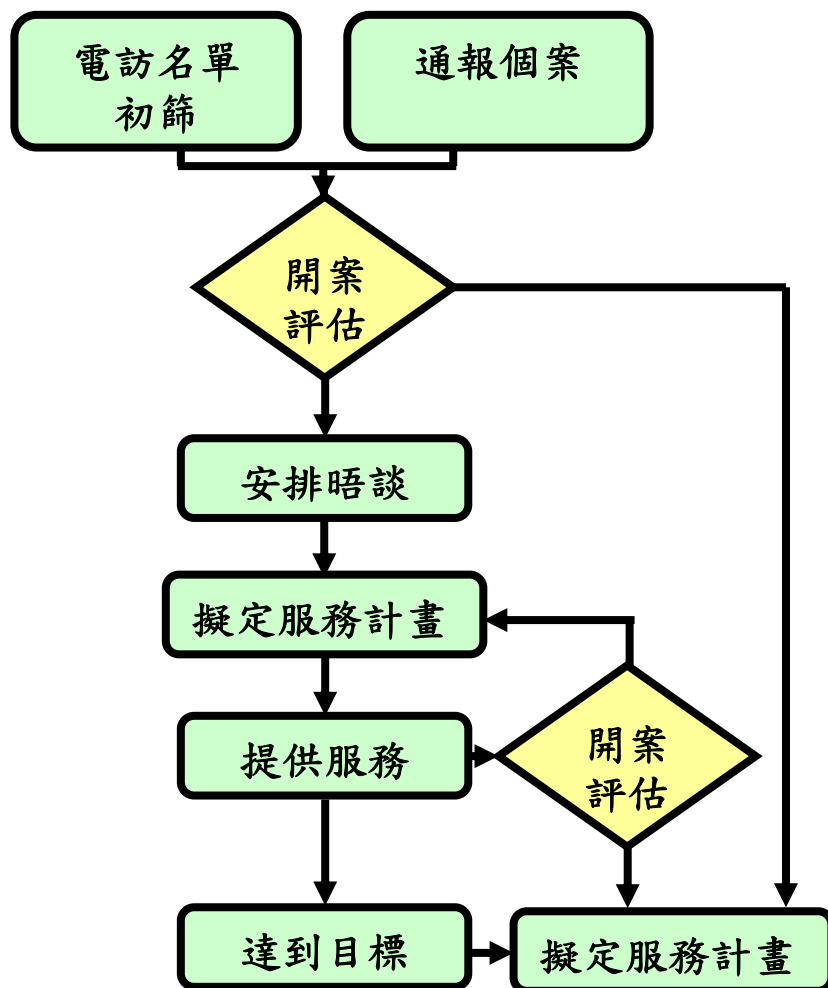 電訪名單
初篩
通報個案
開案
評估
安排晤談
擬定服務計畫
提供服務
開案
評估
達到目標
擬定服務計畫